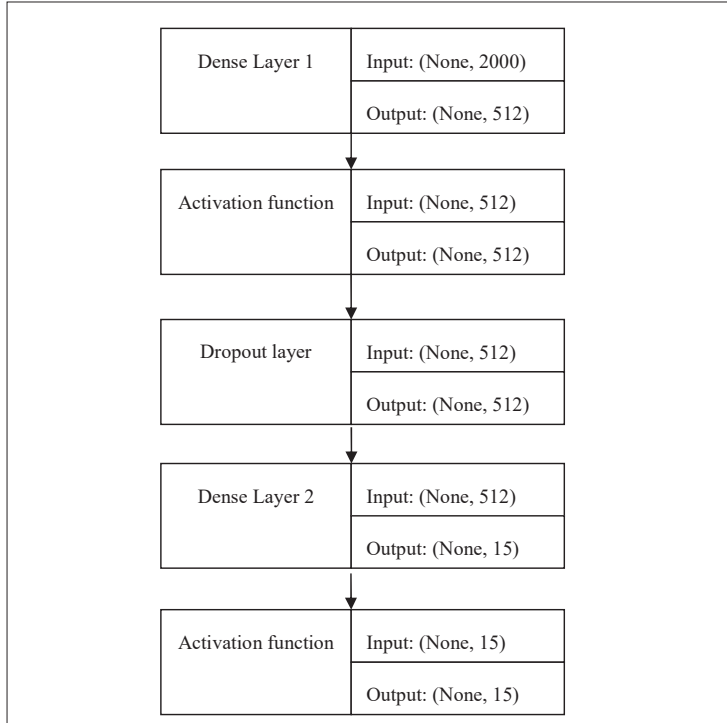 Dense Layer 1
Input: (None, 2000)
Output: (None, 512)
Activation function
Input: (None, 512)
Output: (None, 512)
Dropout layer
Input: (None, 512)
Output: (None, 512)
Dense Layer 2
Input: (None, 512)
Output: (None, 15)
Activation function
Input: (None, 15)
Output: (None, 15)